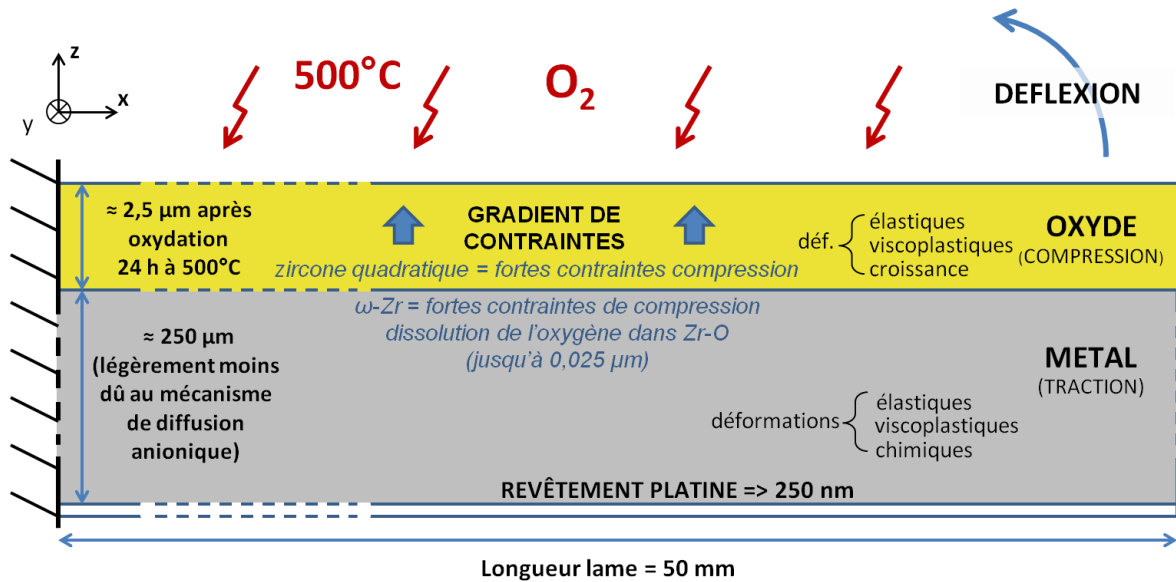 z
x
y
500°C
O₂
DEFLEXION
≈ 2,5 µm après
oxydation
24 h à 500°C
GRADIENT DE
CONTRAINTES
zircone quadratique = fortes contraintes compression
déf.
élastiques
viscoplastiques
croissance
OXYDE
(COMPRESSION)
ω-Zr = fortes contraintes de compression
dissolution de l'oxygène dans Zr-O
(jusqu'à 0,025 µm)
≈ 250 µm
(légèrement moins
dû au mécanisme
de diffusion
anionique)
METAL
(TRACTION)
déformations
élastiques
viscoplastiques
chimiques
REVÊTEMENT PLATINE => 250 nm
Longueur lame = 50 mm